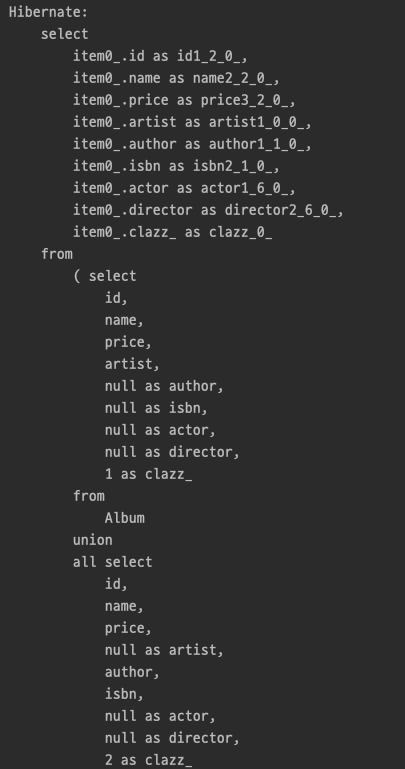 Hibernate:
select
item0_.id as id1_2_0_,
item0_.name as name2_2_0_,
item0_.price as price3_2_0_,
item0_.artist as artist1_0_0_,
item0_.author as author1_1_0_,
item0_.isbn as isbn2_1_0_,
item0_.actor as actor1_6_0_,
item0_.director as director2_6_0_,
item0_.clazz_ as clazz_0_
from
( select
id,
name,
price,
artist,
null as author,
null as isbn,
null as actor,
null as director,
1 as clazz_
from
Album
union
all select
id,
name,
price,
null as artist,
author,
isbn,
null as actor,
null as director,
2 as clazz_